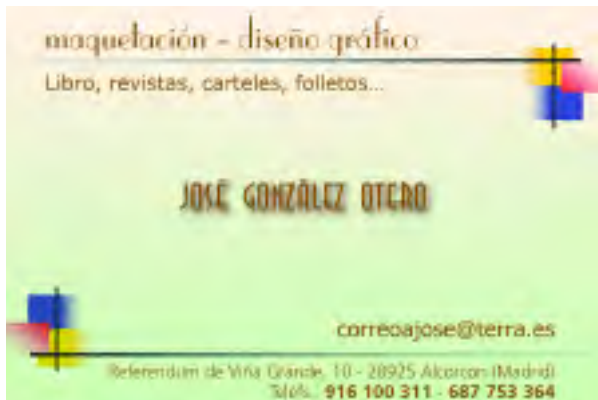 maquetación - diseño gráfico
Libro, revistas, carteles, folletos...
JOSÉ GONZÁLEZ OTERO
correoajose@terra.es
Referendum de Viña Grande, 10 - 28925 Alcorcon (Madrid)
Telófs.: 916 100 311 - 687 753 364